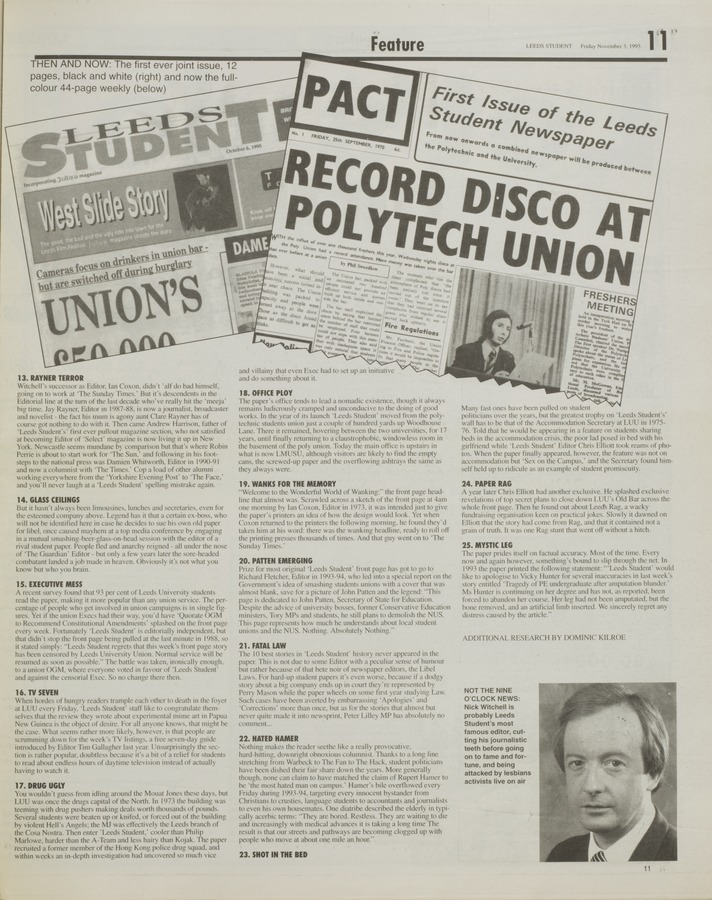 Feature
LEEDS STUDENT Friday November 3, 1995
11
THEN AND NOW: The first ever joint issue, 12
pages, black and white (right) and now the full-
colour 44-page weekly (below)
LEEDS
STUDENT
October 6, 1995
Incorporating Juice magazine
West Slide Story
Cameras focus on drinkers in union bar -
but are switched off during burglary
UNION'S
£50,000
DAME
PACT
No. 1 FRIDAY, 25th SEPTEMBER, 1970 6d.
First Issue of the Leeds
Student Newspaper
From now onwards a combined newspaper will be produced between
the Polytechnic and the University.
RECORD DISCO AT
POLYTECH UNION
Fire Regulations
FRESHERS
MEETING
13. RAYNER TERROR
Witchell's successor as Editor, Ian Coxon, didn't 'alf do bad himself,
going on to work at 'The Sunday Times.' But it's descendents in the
Editorial line at the turn of the last decade who've really hit the 'merja'
big time. Jay Rayner, Editor in 1987-88, is now a journalist, broadcaster
and novelist - the fact his mum is agony aunt Clare Rayner has of
course got nothing to do with it. Then came Andrew Harrison, father of
'Leeds Student's' first ever pullout magazine section, who not satisfied
at becoming Editor of 'Select' magazine is now living it up in New
York. Newcastle seems mundane by comparison but that's where Robin
Perrie is about to start work for 'The Sun,' and following in his foot-
steps to the national press was Damien Whitworth, Editor in 1990-91
and now a columnist with 'The Times.' Cop a load of other alumni
working everywhere from the 'Yorkshire Evening Post' to 'The Face,'
and you'll never laugh at a 'Leeds Student' spelling mistrake again.
14. GLASS CEILINGS
But it hasn't always been limousines, lunches and secretaries, even for
the esteemed company above. Legend has it that a certain ex-boss, who
will not be identified here in case he decides to sue his own old paper
for libel, once caused mayhem at a top media conference by engaging
in a mutual smashing-beer-glass-on-head session with the editor of a
rival student paper. People fled and anarchy reigned - all under the nose
of 'The Guardian' Editor - but only a few years later the sore-headed
combatant landed a job made in heaven. Obviously it's not what you
know but who you brain.
15. EXECUTIVE MESS
A recent survey found that 93 per cent of Leeds University students
read the paper, making it more popular than any union service. The per-
centage of people who get involved in union campaigns is in single fig-
ures. Yet if the union Execs had their way, you'd have 'Quorate OGM
to Recommend Constitutional Amendments' splashed on the front page
every week. Fortunately 'Leeds Student' is editorially independent, but
that didn't stop the front page being pulled at the last minute in 1988, so
it stated simply: "Leeds Student regrets that this week's front page story
has been censored by Leeds University Union. Normal service will be
resumed as soon as possible." The battle was taken, ironically enough,
to a union OGM, where everyone voted in favour of 'Leeds Student'
and against the censorial Exec. So no change there then.
16. TV SEVEN
When hordes of hungry readers trample each other to death in the foyer
at LUU every Friday, 'Leeds Student' staff like to congratulate them-
selves that the review they wrote about experimental mime art in Papua
New Guinea is the object of desire. For all anyone knows, that might be
the case. What seems rather more likely, however, is that people are
scrumming down for the week's TV listings, a free seven-day guide
introduced by Editor Tim Gallagher last year. Unsurprisingly the sec-
tion is rather popular, doubtless because it's a bit of a relief for students
to read about endless hours of daytime television instead of actually
having to watch it.
17. DRUG UGLY
You wouldn't guess from idling around the Mouat Jones these days, but
LUU was once the drugs capital of the North. In 1973 the building was
teeming with drug pushers making deals worth thousands of pounds.
Several students were beaten up or knifed, or forced out of the building
by violent Hell's Angels; the MJ was effectively the Leeds branch of
the Cosa Nostra. Then enter 'Leeds Student,' cooler than Philip
Marlowe, harder than the A-Team and less hairy than Kojak. The paper
recruited a former member of the Hong Kong police drug squad, and
within weeks an in-depth investigation had uncovered so much vice
and villainy that even Exec had to set up an initiative
and do something about it.
18. OFFICE PLOY
The paper's office tends to lead a nomadic existence, though it always
remains ludicrously cramped and unconducive to the doing of good
works. In the year of its launch 'Leeds Student' moved from the poly-
technic students union just a couple of hundred yards up Woodhouse
Lane. There it remained, hovering between the two universities, for 17
years, until finally returning to a claustrophobic, windowless room in
the basement of the poly union. Today the main office is upstairs in
what is now LMUSU, although visitors are likely to find the empty
cans, the screwed-up paper and the overflowing ashtrays the same as
they always were.
19. WANKS FOR THE MEMORY
"Welcome to the Wonderful World of Wanking:" the front page head-
line that almost was. Scrawled across a sketch of the front page at 4am
one morning by Ian Coxon, Editor in 1973, it was intended just to give
the paper's printers an idea of how the design would look. Yet when
Coxon returned to the printers the following morning, he found they'd
taken him at his word: there was the wanking headline, ready to roll off
the printing presses thousands of times. And that guy went on to 'The
Sunday Times.'
20. PATTEN EMERGING
Prize for most original 'Leeds Student' front page has got to go to
Richard Fletcher, Editor in 1993-94, who led into a special report on the
Government's idea of smashing students unions with a cover that was
almost blank, save for a picture of John Patten and the legend: "This
page is dedicated to John Patten, Secretary of State for Education.
Despite the advice of university bosses, former Conservative Education
ministers, Tory MPs and students, he still plans to demolish the NUS.
This page represents how much he understands about local student
unions and the NUS. Nothing. Absolutely Nothing."
21. FATAL LAW
The 10 best stories in 'Leeds Student' history never appeared in the
paper. This is not due to some Editor with a peculiar sense of humour
but rather because of that bete noir of newspaper editors, the Libel
Laws. For hard-up student papers it's even worse, because if a dodgy
story about a big company ends up in court they're represented by
Perry Mason while the paper wheels on some first year studying Law.
Such cases have been averted by embarrassing 'Apologies' and
'Corrections' more than once, but as for the stories that almost but
never quite made it into newsprint, Peter Lilley MP has absolutely no
comment...
22. HATED HAMER
Nothing makes the reader seethe like a really provocative,
hard-hitting, downright obnoxious columnist. Thanks to a long line
stretching from Warbeck to The Fan to The Hack, student politicians
have been dished their fair share down the years. More generally
though, none can claim to have matched the claim of Rupert Hamer to
be 'the most hated man on campus.' Hamer's bile overflowed every
Friday during 1993-94, targeting every innocent bystander from
Christians to crusties, language students to accountants and journalists
to even his own housemates. One diatribe described the elderly in typi-
cally acerbic terms: "They are bored. Restless. They are waiting to die
and increasingly with medical advances it is taking a long time The
result is that our streets and pathways are becoming clogged up with
people who move at about one mile an hour".
23. SHOT IN THE BED
Many fast ones have been pulled on student
politicians over the years, but the greatest trophy on 'Leeds Student's'
wall has to be that of the Accommodation Secretary at LUU in 1975-
76. Told that he would be appearing in a feature on students sharing
beds in the accommodation crisis, the poor lad posed in bed with his
girlfriend while 'Leeds Student' Editor Chris Elliott took reams of pho-
tos. When the paper finally appeared, however, the feature was not on
accommodation but 'Sex on the Campus,' and the Secretary found him-
self held up to ridicule as an example of student promiscuity.
24. PAPER RAG
A year later Chris Elliott had another exclusive. He splashed exclusive
revelations of top secret plans to close down LUU's Old Bar across the
whole front page. Then he found out about Leeds Rag, a wacky
fundraising organisation keen on practical jokes. Slowly it dawned on
Elliott that the story had come from Rag, and that it contained not a
grain of truth. It was one Rag stunt that went off without a hitch.
25. MYSTIC LEG
The paper prides itself on factual accuracy. Most of the time. Every
now and again however, something's bound to slip through the net. In
1993 the paper printed the following statement: "'Leeds Student' would
like to apologise to Vicky Hunter for several inaccuracies in last week's
story entitled 'Tragedy of PE undergraduate after amputation blunder.'
Ms Hunter is continuing on her degree and has not, as reported, been
forced to abandon her course. Her leg had not been amputated, but the
bone removed, and an artificial limb inserted. We sincerely regret any
distress caused by the article."
ADDITIONAL RESEARCH BY DOMINIC KILROE
NOT THE NINE
O'CLOCK NEWS:
Nick Witchell is
probably Leeds
Student's most
famous editor, cut-
ting his journalistic
teeth before going
on to fame and for-
tune, and being
attacked by lesbians
activists live on air
11